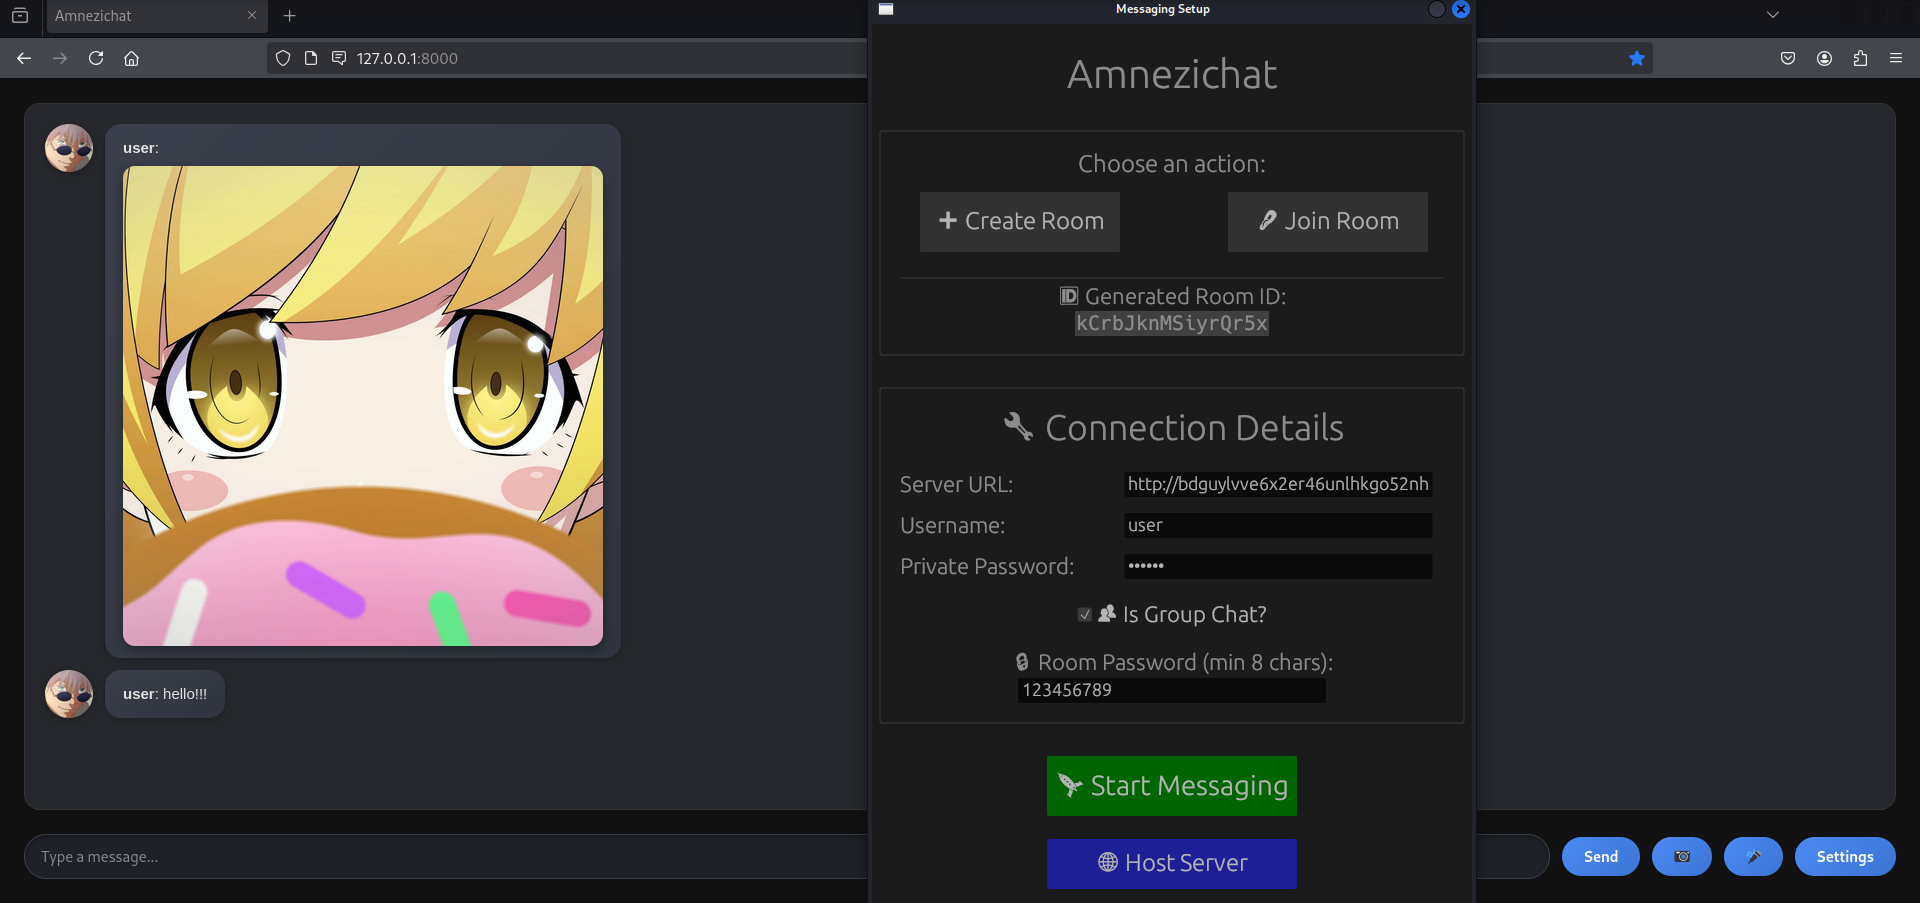 Amnezichat
127.0.0.1:8000
user:
user: hello!!!
Type a message...
Send
Settings
Messaging Setup
Amnezichat
Choose an action:
Create Room
Join Room
ID Generated Room ID:
kCrbJknMSiyrQr5x
Connection Details
Server URL: http://bdguylvve6x2er46unlhkgo52nh
Username: user
Private Password: ••••••
Is Group Chat?
Room Password (min 8 chars):
123456789
Start Messaging
Host Server